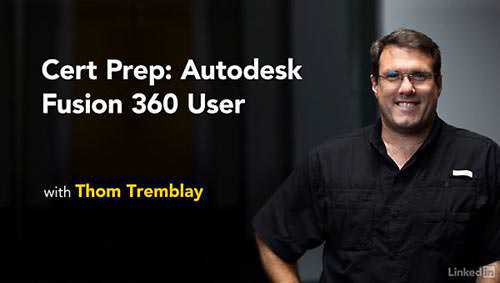 Cert Prep: Autodesk
Fusion 360 User
with Thom Tremblay
Linked in